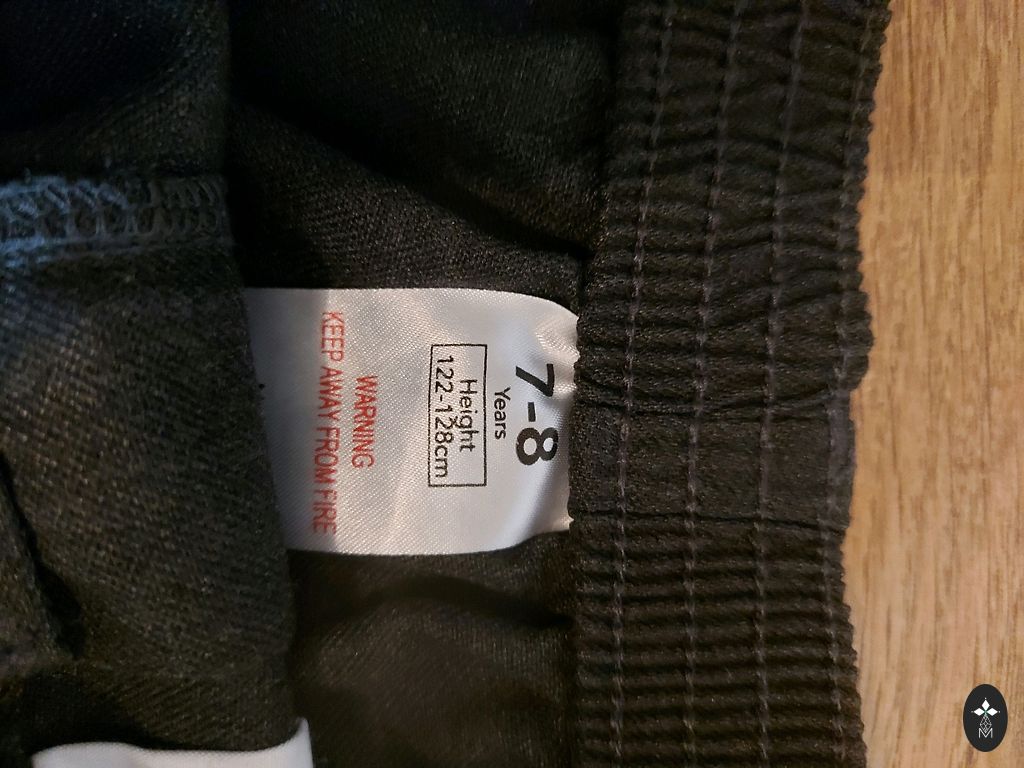 7-8
Years
Height
122-128cm
WARNING
KEEP AWAY FROM FIRE
M